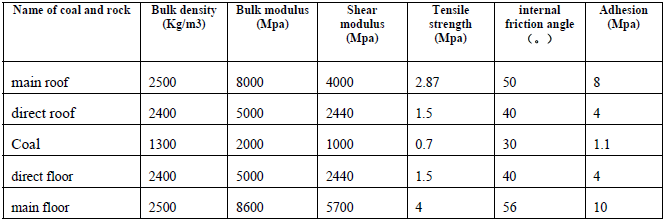 Name of coal and rock Bulk density (Kg/m3) Bulk modulus (Mpa) Shear modulus (Mpa) Tensile strength (Mpa) internal friction angle (。) Adhesion (Mpa)
main roof 2500 8000 4000 2.87 50 8
direct roof 2400 5000 2440 1.5 40 4
Coal 1300 2000 1000 0.7 30 1.1
direct floor 2400 5000 2440 1.5 40 4
main floor 2500 8600 5700 4 56 10